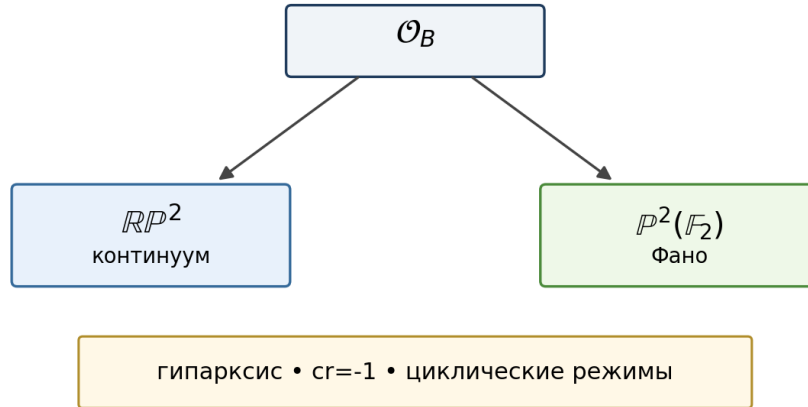 𝒪_B
ℝℙ²
континуум
ℙ²(𝔽₂)
Фано
гипарксис • cr=-1 • циклические режимы